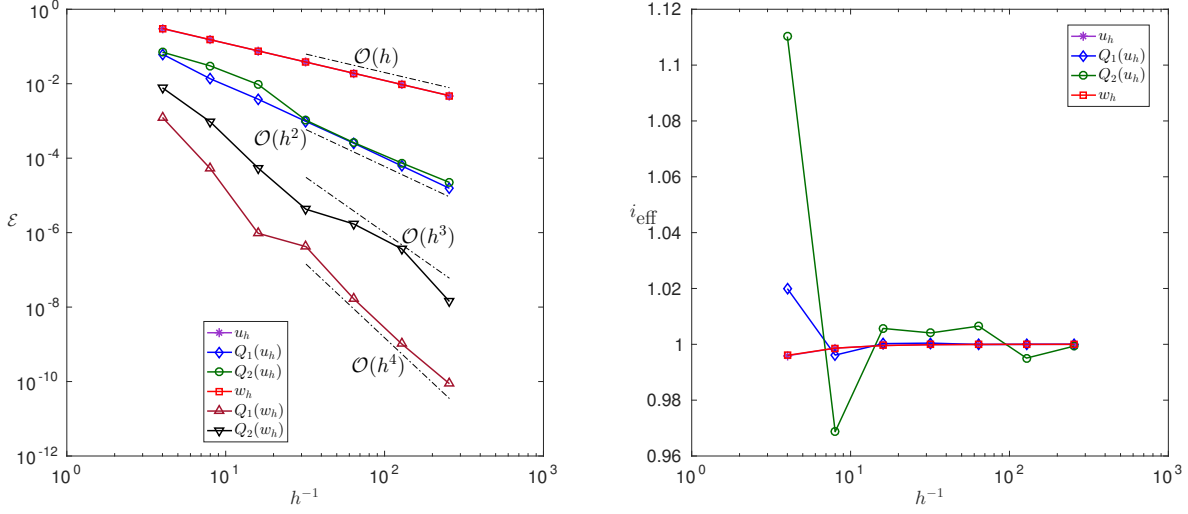 10^0
10^-2
10^-4
10^-6
10^-8
10^-10
10^-12
ℰ
𝒪(h)
𝒪(h^2)
𝒪(h^3)
𝒪(h^4)
u_h
Q_1(u_h)
Q_2(u_h)
w_h
Q_1(w_h)
Q_2(w_h)
10^0 10^1 10^2 10^3
h^-1
1.12
1.1
1.08
1.06
1.04
1.02
1
0.98
0.96
i_eff
u_h
Q_1(u_h)
Q_2(u_h)
w_h
10^0 10^1 10^2 10^3
h^-1